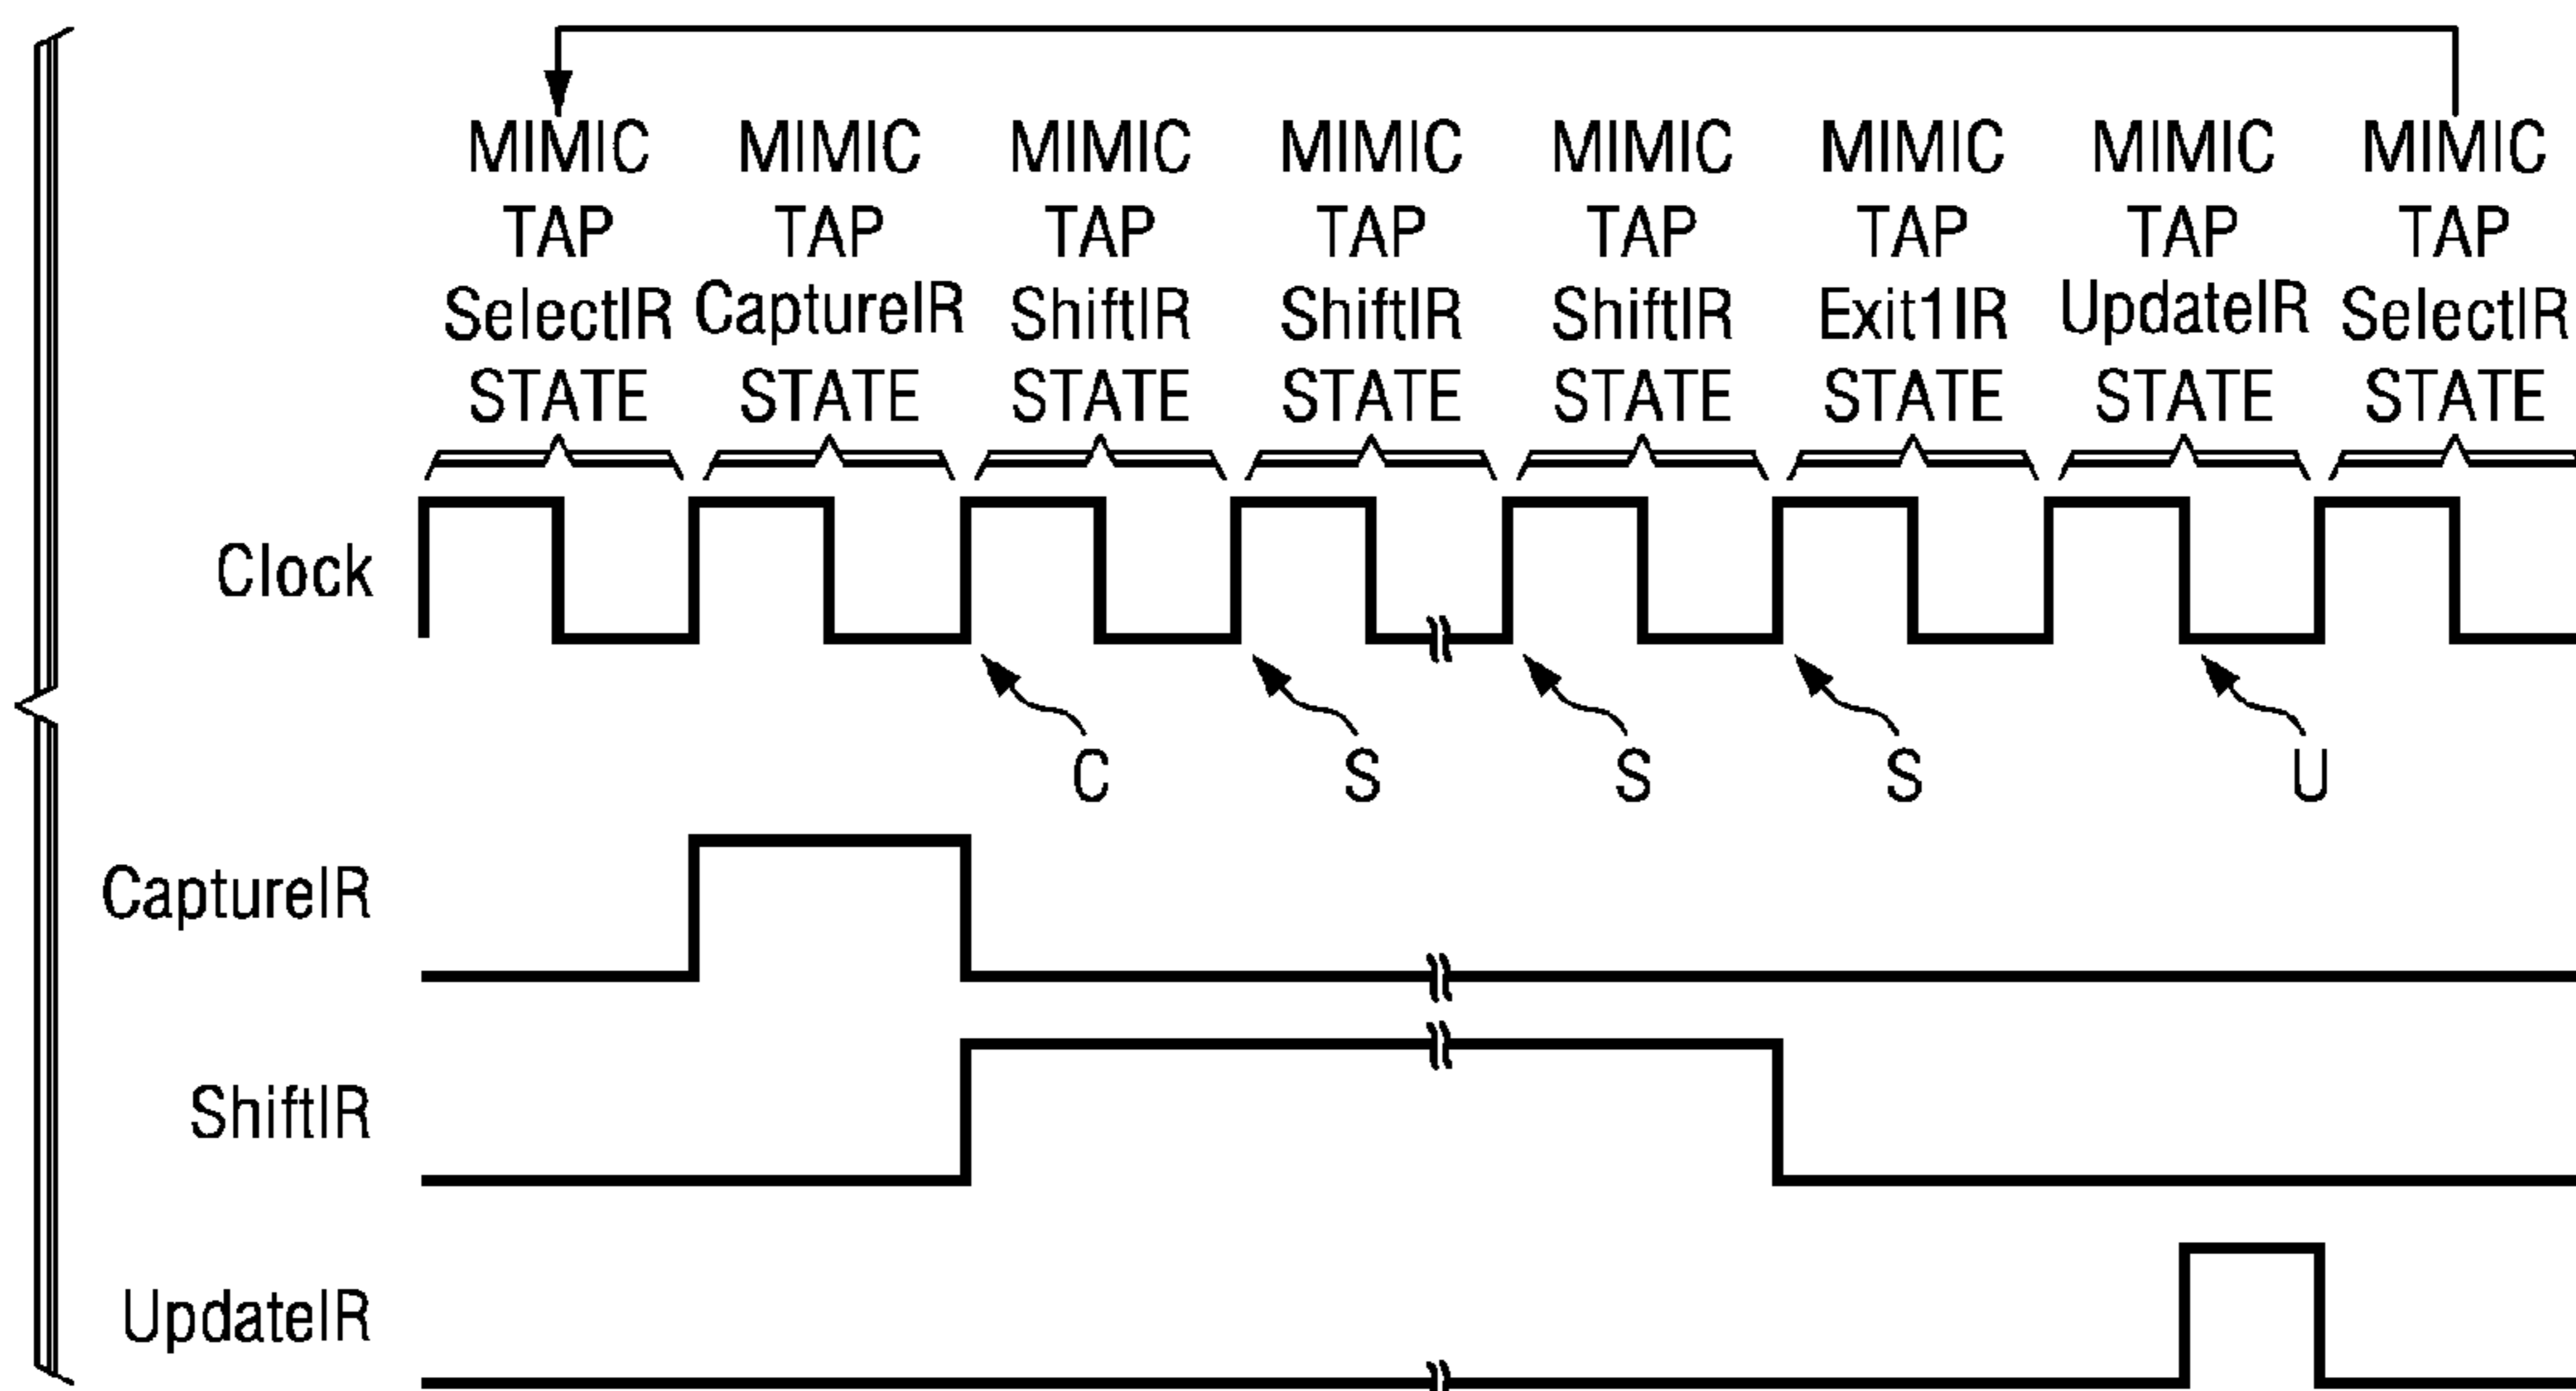 MIMIC TAP SelectIR STATE
MIMIC TAP CaptureIR STATE
MIMIC TAP ShiftIR STATE
MIMIC TAP ShiftIR STATE
MIMIC TAP ShiftIR STATE
MIMIC TAP Exit1IR STATE
MIMIC TAP UpdateIR STATE
MIMIC TAP SelectIR STATE
Clock
C S S S U
CaptureIR
ShiftIR
UpdateIR